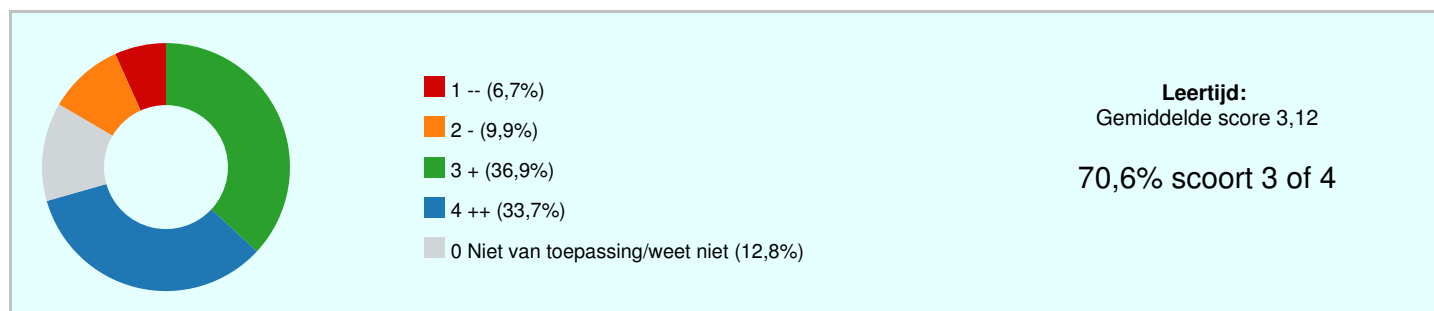 1 -- (6,7%)
2 - (9,9%)
3 + (36,9%)
4 ++ (33,7%)
0 Niet van toepassing/weet niet (12,8%)
Leertijd:
Gemiddelde score 3,12
70,6% scoort 3 of 4